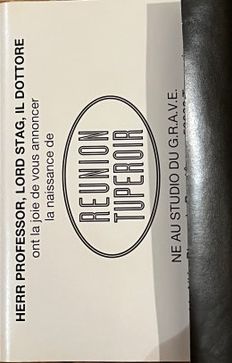 HERR PROFESSOR, LORD STAG, IL DOTTORE
ont la joie de vous annoncer
la naissance de
REUNION
TUPEROIR
NE AU STUDIO DU G.R.A.V.E.